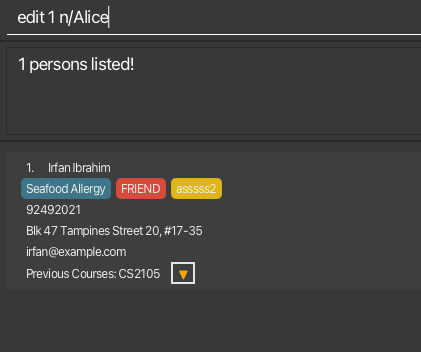 edit 1 n/Alice
1 persons listed!
1. Irfan Ibrahim
Seafood Allergy FRIEND asssss2
92492021
Blk 47 Tampines Street 20, #17-35
irfan@example.com
Previous Courses: CS2105